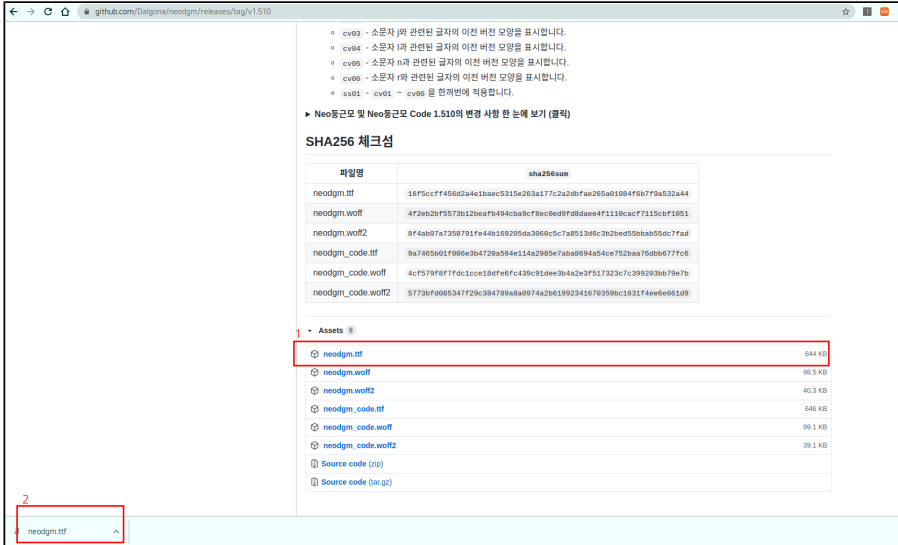 github.com/Dalgona/neodgm/releases/tag/v1.510
cv03 - 소문자 j와 관련된 글자의 이전 버전 모양을 표시합니다.
cv04 - 소문자 l과 관련된 글자의 이전 버전 모양을 표시합니다.
cv05 - 소문자 n과 관련된 글자의 이전 버전 모양을 표시합니다.
cv06 - 소문자 r와 관련된 글자의 이전 버전 모양을 표시합니다.
ss01 - cv01 ~ cv06 을 한꺼번에 적용합니다.
Neo둥근모 및 Neo둥근모 Code 1.510의 변경 사항 한 눈에 보기 (클릭)
SHA256 체크섬
파일명 sha256sum
neodgm.ttf 16f5ccff456d2a4e1baec5315e263a177c2a2dbfae265a01084f6b7f9a532a44
neodgm.woff 4f2eb2bf5573b12beafb494cba9cf8ec0ed9fd8daee4f1110cacf7115cbf1051
neodgm.woff2 8f4ab07a7358791fe44b169205da3060c5c7a8513d6c3b2bed55bbab55dc7fad
neodgm_code.ttf 9a7465b01f006e3b4720a594e114a2985e7aba8694a54ce752baa76dbb677fc6
neodgm_code.woff 4cf579f8f7fdc1cce18dfe6fc439c91dee3b4a2e3f517323c7c399203bb79e7b
neodgm_code.woff2 5773bfd085347f29c384789a8a0974a2b61992341670359bc1631f4ee6e661d9
1
Assets 8
neodgm.ttf 644 KB
neodgm.woff 98.5 KB
neodgm.woff2 40.3 KB
neodgm_code.ttf 646 KB
neodgm_code.woff 99.1 KB
neodgm_code.woff2 39.1 KB
Source code (zip)
Source code (tar.gz)
2
neodgm.ttf